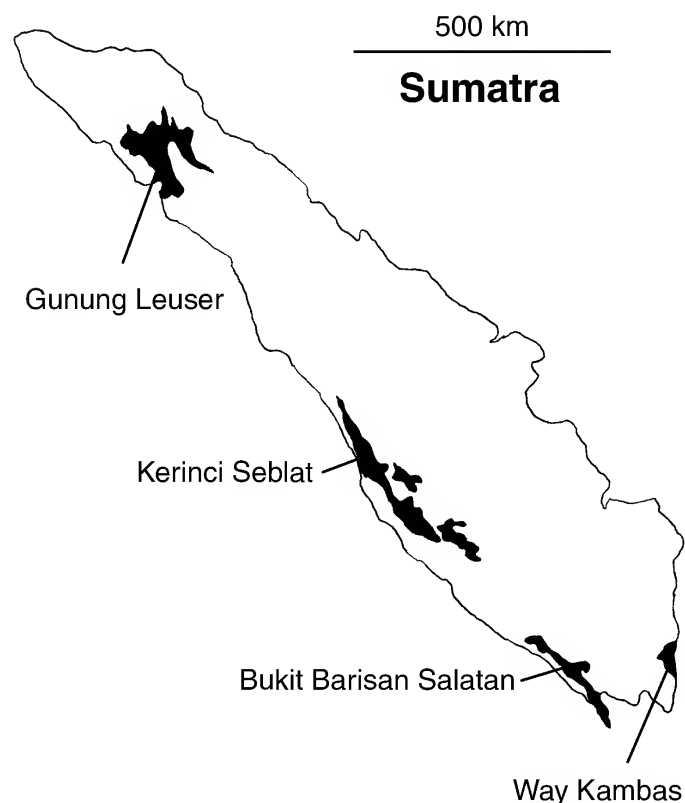 500 km
Sumatra
Gunung Leuser
Kerinci Seblat
Bukit Barisan Salatan
Way Kambas